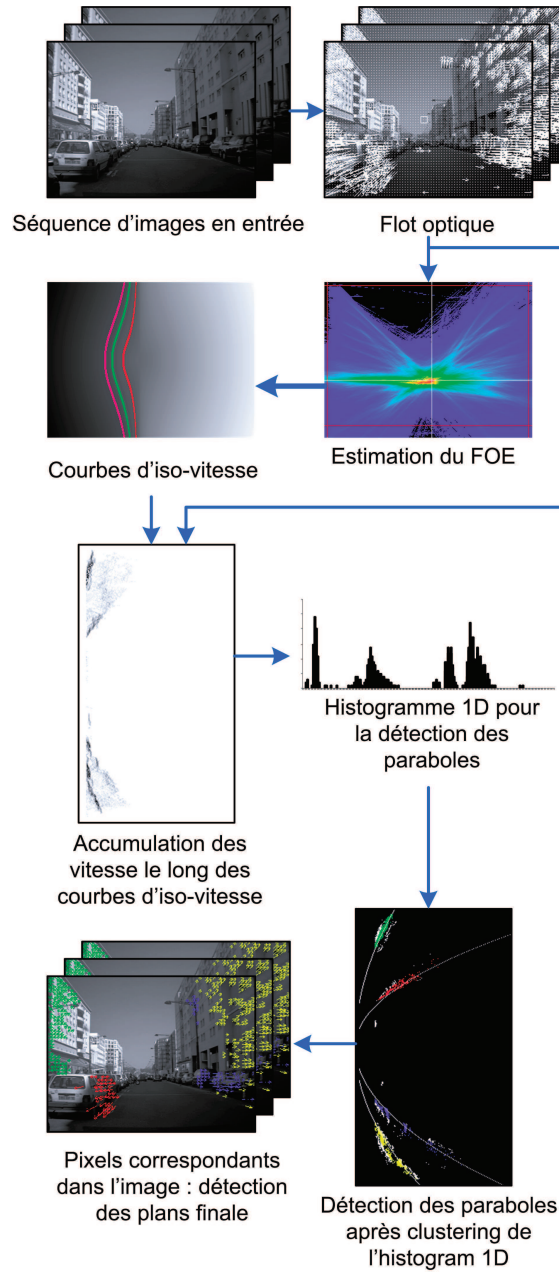 Séquence d'images en entrée
Flot optique
Courbes d'iso-vitesse
Estimation du FOE
Histogramme 1D pour
la détection des
paraboles
Accumulation des
vitesse le long des
courbes d'iso-vitesse
Pixels correspondants
dans l'image : détection
des plans finale
Détection des paraboles
après clustering de
l'histogram 1D